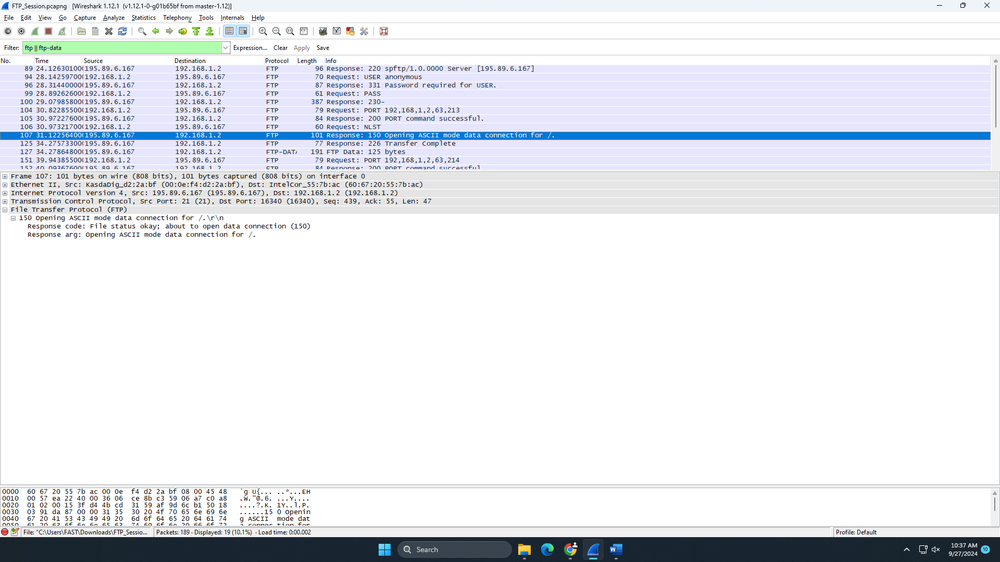 FTP_Session.pcapng [Wireshark 1.12.1 (v1.12.1-0-g01b65bf from master-1.12)]
File Edit View Go Capture Analyze Statistics Telephony Tools Internals Help
Filter: ftp || ftp-data Expression... Clear Apply Save
No. Time Source Destination Protocol Length Info
89 24.126301000 195.89.6.167 192.168.1.2 FTP 96 Response: 220 spftp/1.0.0000 Server [195.89.6.167]
94 28.142597000 192.168.1.2 195.89.6.167 FTP 70 Request: USER anonymous
96 28.314400000 195.89.6.167 192.168.1.2 FTP 87 Response: 331 Password required for USER.
99 28.892626000 192.168.1.2 195.89.6.167 FTP 61 Request: PASS
100 29.079858000 195.89.6.167 192.168.1.2 FTP 387 Response: 230-
104 30.822855000 192.168.1.2 195.89.6.167 FTP 79 Request: PORT 192,168,1,2,63,213
105 30.972276000 195.89.6.167 192.168.1.2 FTP 84 Response: 200 PORT command successful.
106 30.973217000 192.168.1.2 195.89.6.167 FTP 60 Request: NLST
107 31.122564000 195.89.6.167 192.168.1.2 FTP 101 Response: 150 Opening ASCII mode data connection for /.
125 34.275733000 195.89.6.167 192.168.1.2 FTP 77 Response: 226 Transfer Complete
127 34.278648000 195.89.6.167 192.168.1.2 FTP-DATA 191 FTP Data: 125 bytes
151 39.943855000 192.168.1.2 195.89.6.167 FTP 79 Request: PORT 192,168,1,2,63,214
152 40.093676000 195.89.6.167 192.168.1.2 FTP 84 Response: 200 PORT command successful
Frame 107: 101 bytes on wire (808 bits), 101 bytes captured (808 bits) on interface 0
Ethernet II, Src: KasdaDig_d2:2a:bf (00:0e:f4:d2:2a:bf), Dst: IntelCor_55:7b:ac (60:67:20:55:7b:ac)
Internet Protocol Version 4, Src: 195.89.6.167 (195.89.6.167), Dst: 192.168.1.2 (192.168.1.2)
Transmission Control Protocol, Src Port: 21 (21), Dst Port: 16340 (16340), Seq: 439, Ack: 55, Len: 47
File Transfer Protocol (FTP)
150 Opening ASCII mode data connection for /.\r\n
Response code: File status okay; about to open data connection (150)
Response arg: Opening ASCII mode data connection for /.
0000 60 67 20 55 7b ac 00 0e f4 d2 2a bf 08 00 45 48 `g U{... ..*...EH
0010 00 57 ea 22 40 00 36 06 ce 8b c3 59 06 a7 c0 a8 .W."@.6. ...Y....
0020 01 02 00 15 3f d4 4b cd 31 59 af 9d 6c b1 50 18 ....?.K. 1Y..l.P.
0030 03 91 da 87 00 00 31 35 30 20 4f 70 65 6e 69 6e ......15 0 Openin
0040 67 20 41 53 43 49 49 20 6d 6f 64 65 20 64 61 74 g ASCII mode dat
0050 61 20 63 6f 6e 6e 65 63 74 69 6f 6e 20 66 6f 72 a connec tion for
File: "C:\Users\FAST\Downloads\FTP_Sessio... Packets: 189 · Displayed: 19 (10.1%) · Load time: 0:00.002 Profile: Default
Search
10:37 AM
9/27/2024
10